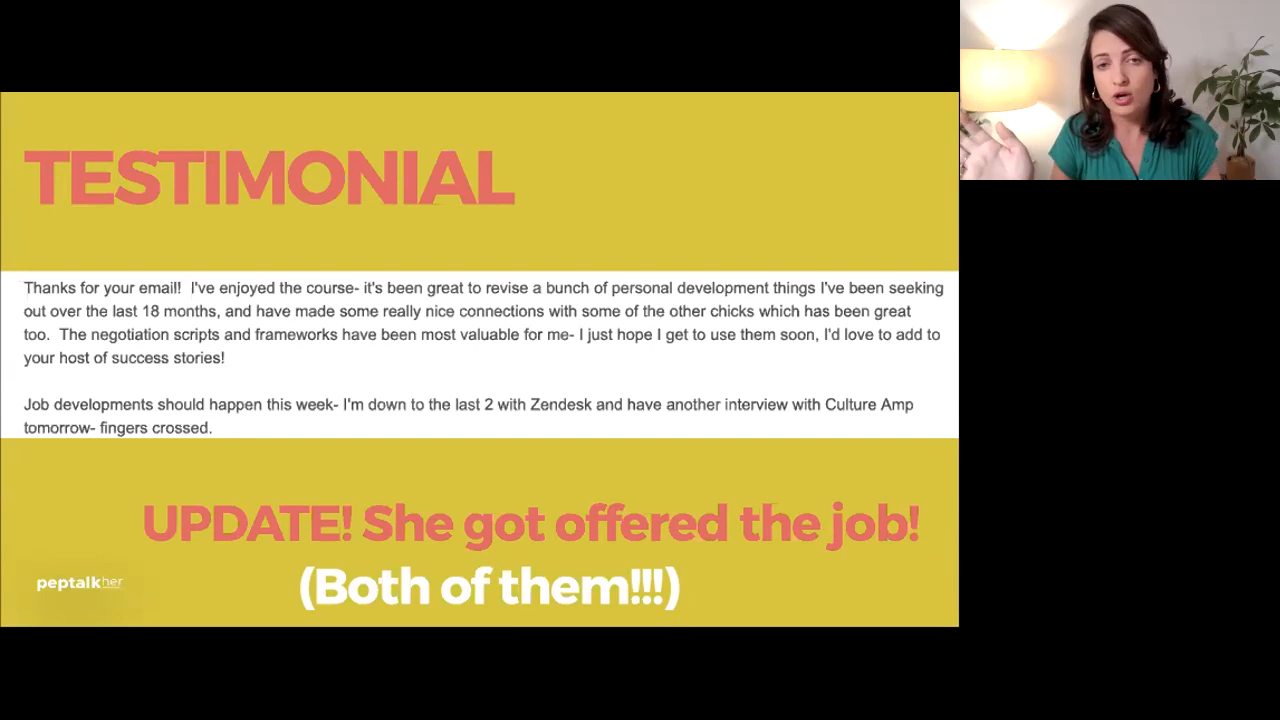 TESTIMONIAL
Thanks for your email!  I've enjoyed the course- it's been great to revise a bunch of personal development things I've been seeking
out over the last 18 months, and have made some really nice connections with some of the other chicks which has been great
too.  The negotiation scripts and frameworks have been most valuable for me- I just hope I get to use them soon, I'd love to add to
your host of success stories!
Job developments should happen this week- I'm down to the last 2 with Zendesk and have another interview with Culture Amp
tomorrow- fingers crossed.
UPDATE! She got offered the job!
(Both of them!!!)
peptalkher